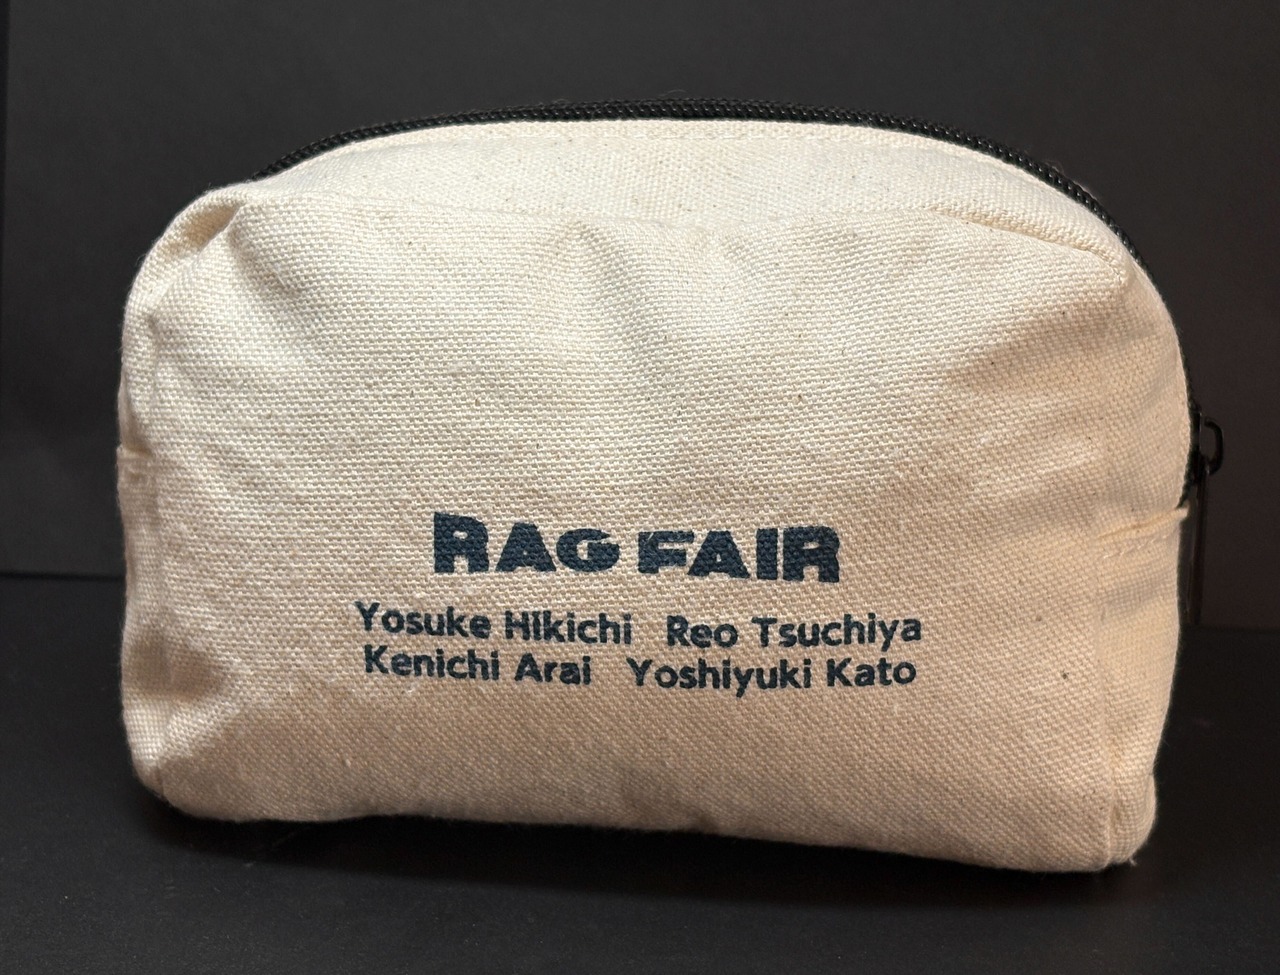 RAG FAIR
Yosuke Hikichi Reo Tsuchiya
Kenichi Arai Yoshiyuki Kato